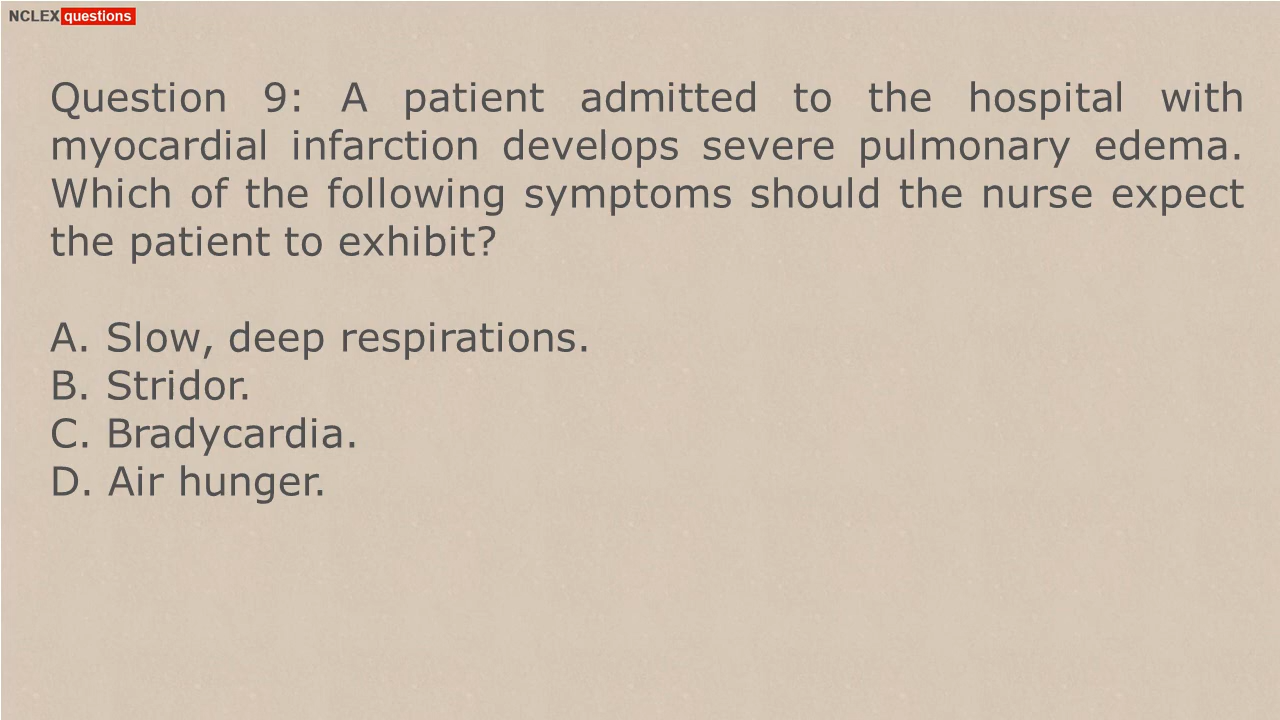 NCLEX questions
Question 9: A patient admitted to the hospital with
myocardial infarction develops severe pulmonary edema.
Which of the following symptoms should the nurse expect
the patient to exhibit?
A. Slow, deep respirations.
B. Stridor.
C. Bradycardia.
D. Air hunger.